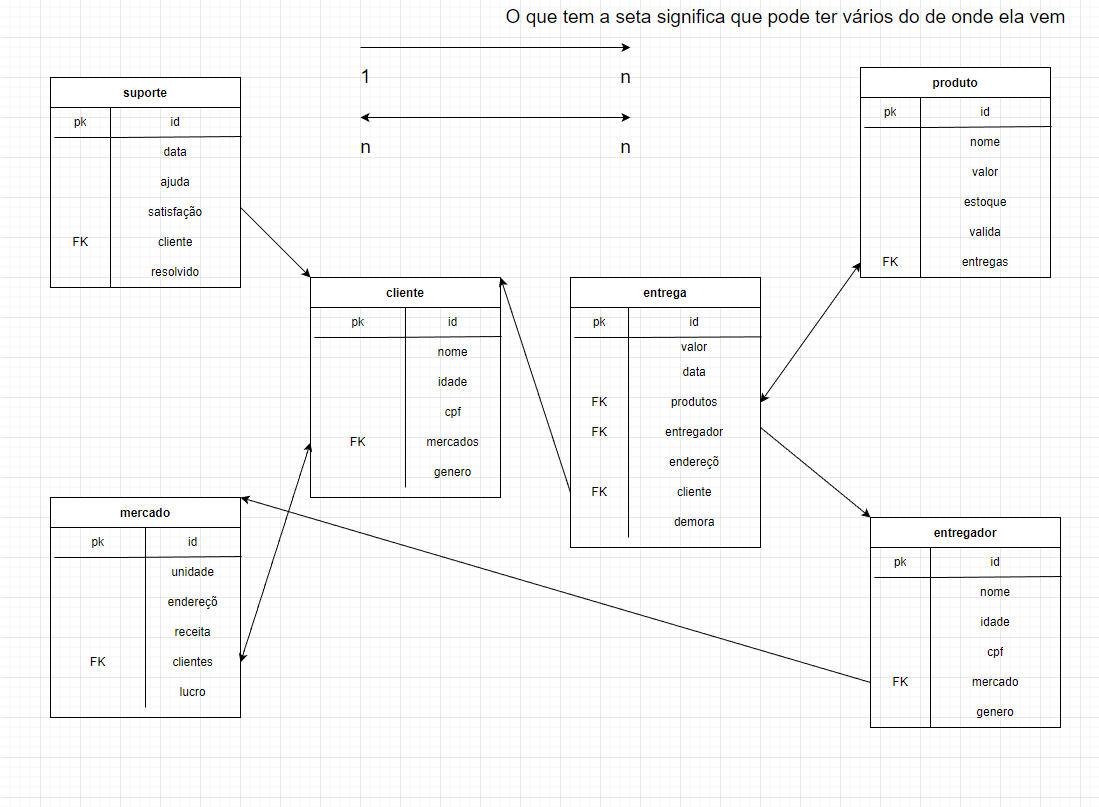 O que tem a seta significa que pode ter vários do de onde ela vem
1 n
n n
suporte
pk id
data
ajuda
satisfação
FK cliente
resolvido
produto
pk id
nome
valor
estoque
valida
FK entregas
cliente
pk id
nome
idade
cpf
FK mercados
genero
entrega
pk id
valor
data
FK produtos
FK entregador
endereçõ
FK cliente
demora
mercado
pk id
unidade
endereçõ
receita
FK clientes
lucro
entregador
pk id
nome
idade
cpf
FK mercado
genero